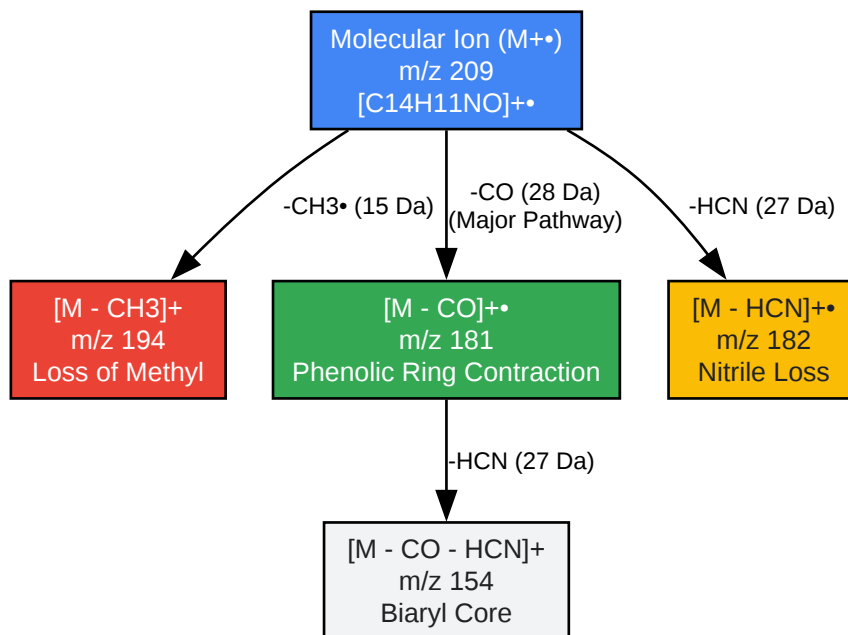 Molecular Ion (M+•)
m/z 209
[C14H11NO]+•
-CH3• (15 Da)
-CO (28 Da)
(Major Pathway)
-HCN (27 Da)
[M - CH3]+
m/z 194
Loss of Methyl
[M - CO]+•
m/z 181
Phenolic Ring Contraction
[M - HCN]+•
m/z 182
Nitrile Loss
-HCN (27 Da)
[M - CO - HCN]+
m/z 154
Biaryl Core